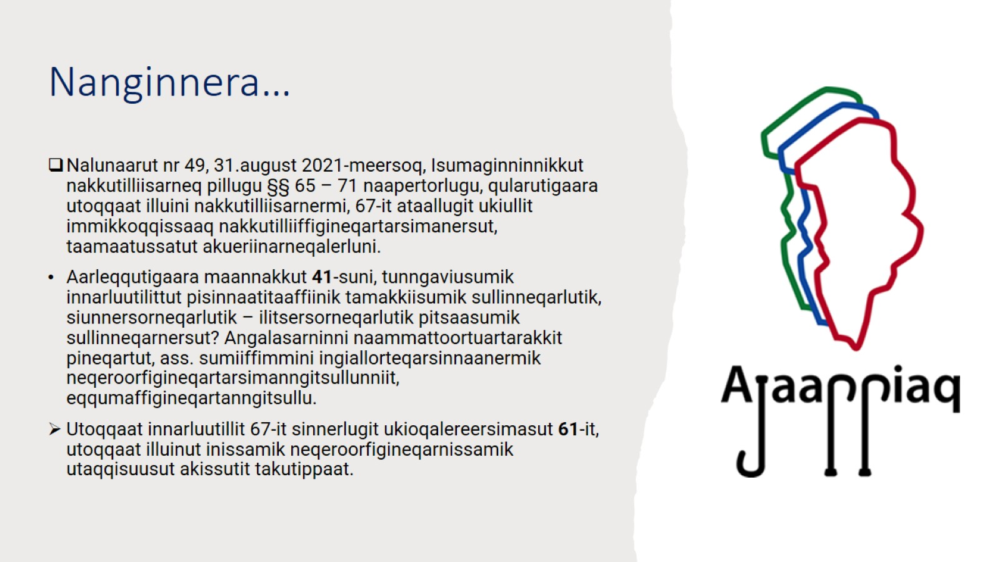 Nanginnera...
❑ Nalunaarut nr 49, 31.august 2021-meersoq, Isumaginninnikkut
nakkutilliisarneq pillugu §§ 65 – 71 naapertorlugu, qularutigaara
utoqqaat illuini nakkutilliisarnermi, 67-it ataallugit ukiullit
immikkoqqissaaq nakkutilliiffigineqartarsimanersut,
taamaatussatut akueriinarneqalerluni.
• Aarleqqutigaara maannakkut 41-suni, tunngaviusumik
innarluutilittut pisinnaatitaaffiinik tamakkiisumik sullinneqarlutik,
siunnersorneqarlutik – ilitsersorneqarlutik pitsaasumik
sullinneqarnersut? Angalasarninni naammattoortuartarakkit
pineqartut, ass. sumiiffimmini ingiallorteqarsinnaanermik
neqeroorfigineqartarsimanngitsullunniit,
eqqumaffigineqartanngitsullu.
➢ Utoqqaat innarluutillit 67-it sinnerlugit ukioqalereersimasut 61-it,
utoqqaat illuinut inissamik neqeroorfigineqarnissamik
utaqqisuusut akissutit takutippaat.
Ajaappiaq